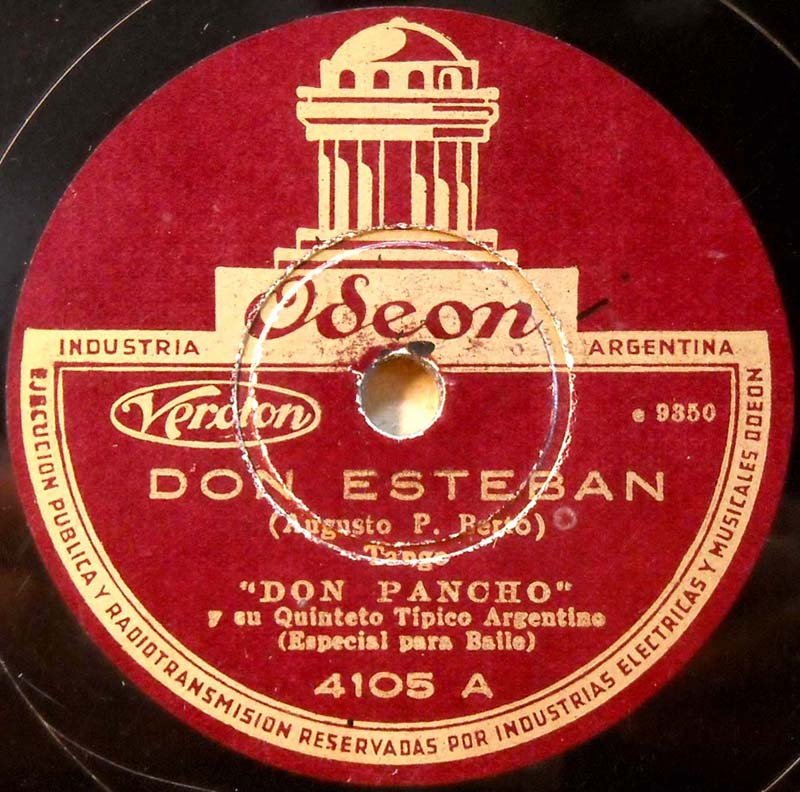 Odeon
INDUSTRIA ARGENTINA
Veroton
e 9350
DON ESTEBAN
(Augusto P. Berto)
Tango
"DON PANCHO"
y su Quinteto Típico Argentino
(Especial para Baile)
4105 A
EJECUCION PUBLICA Y RADIOTRANSMISION RESERVADAS POR INDUSTRIAS ELECTRICAS Y MUSICALES ODEON